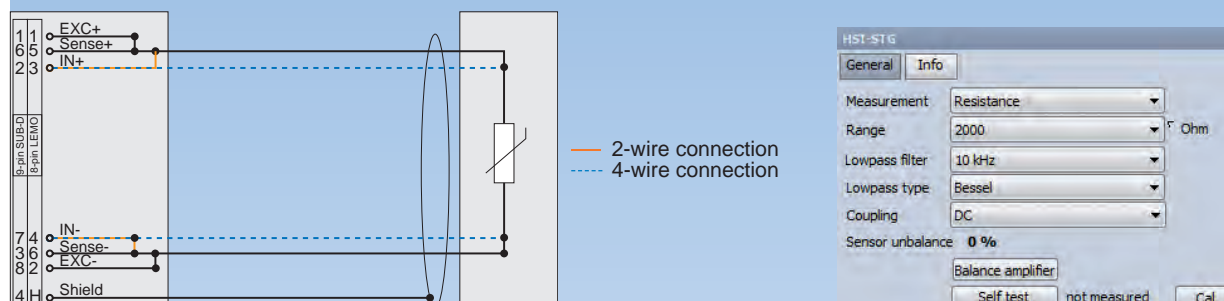 1 1 EXC+
6 5 Sense+
2 3 IN+
9-pin SUB-D
8-pin LEMO
7 4 IN-
3 6 Sense-
8 2 EXC-
4 H Shield
2-wire connection
4-wire connection
HST-STG
General Info
Measurement Resistance
Range 2000 Ohm
Lowpass filter 10 kHz
Lowpass type Bessel
Coupling DC
Sensor unbalance 0 %
Balance amplifier
Self test not measured Cal